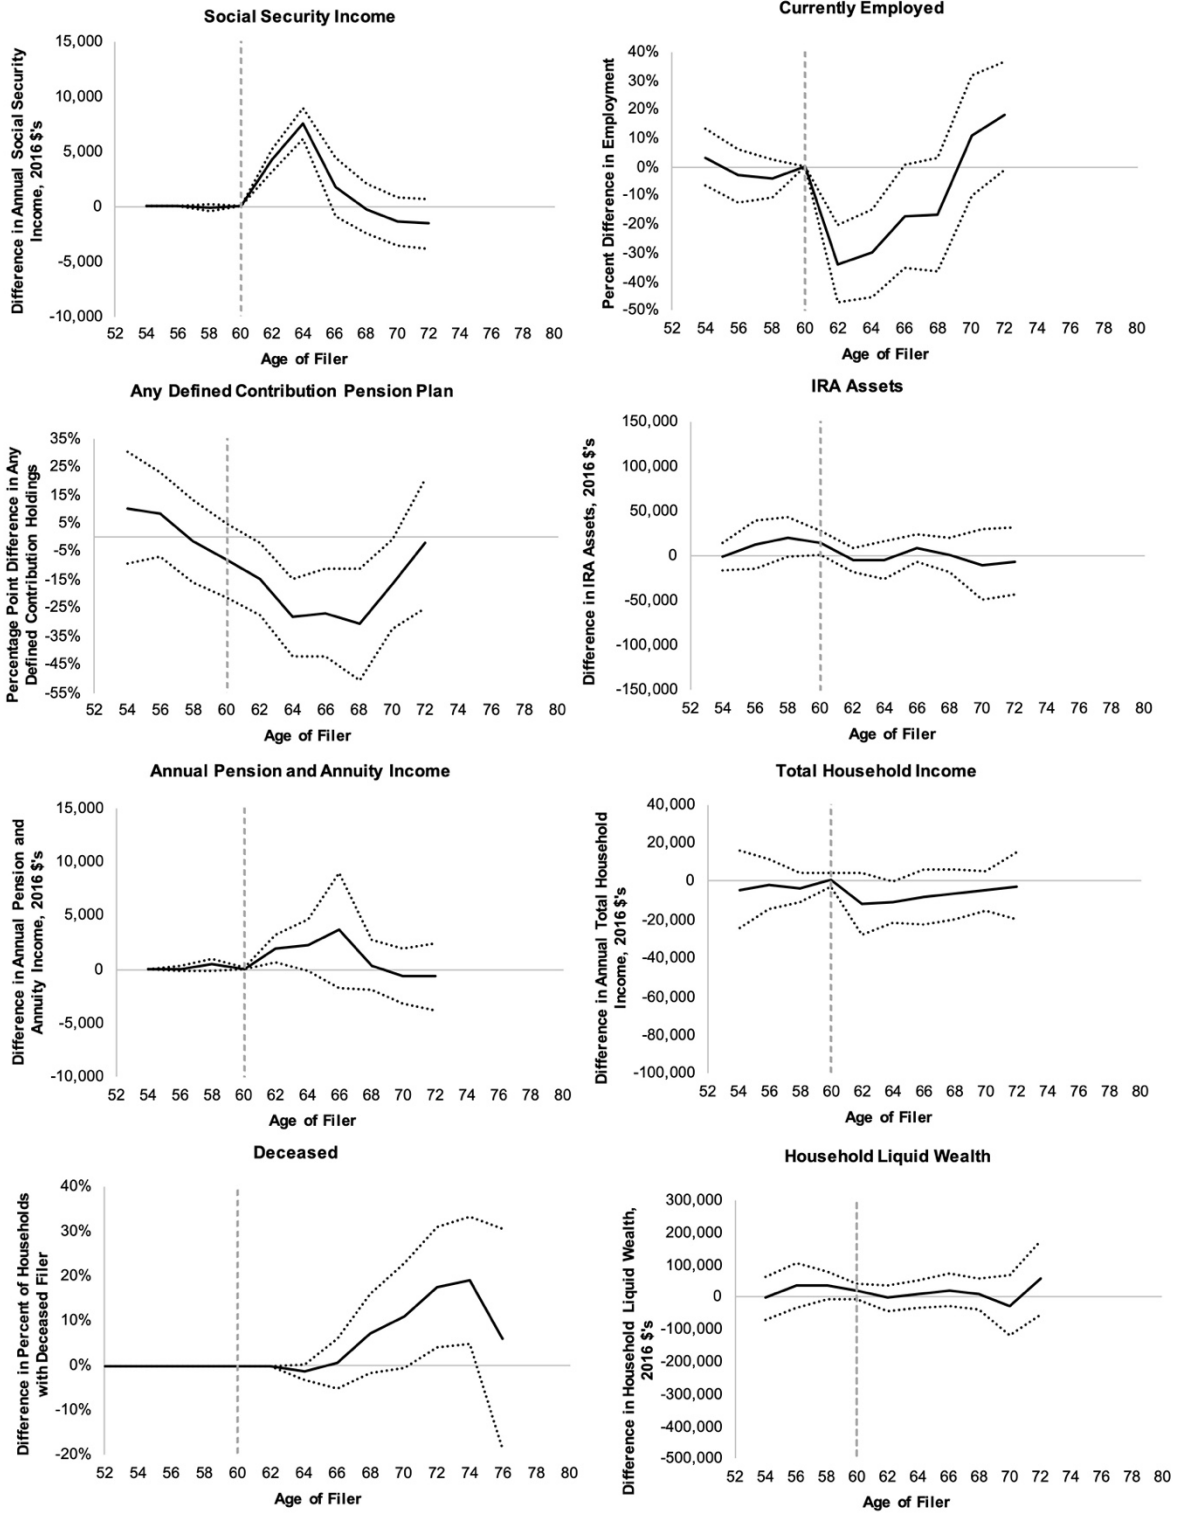 Social Security Income
Difference in Annual Social Security
Income, 2016 $'s
15,000
10,000
5,000
0
-5,000
-10,000
52 54 56 58 60 62 64 66 68 70 72 74 76 78 80
Age of Filer
Currently Employed
Percent Difference in Employment
40%
30%
20%
10%
0%
-10%
-20%
-30%
-40%
-50%
52 54 56 58 60 62 64 66 68 70 72 74 76 78 80
Age of Filer
Any Defined Contribution Pension Plan
Percentage Point Difference in Any
Defined Contribution Holdings
35%
25%
15%
5%
-5%
-15%
-25%
-35%
-45%
-55%
52 54 56 58 60 62 64 66 68 70 72 74 76 78 80
Age of Filer
IRA Assets
Difference in IRA Assets, 2016 $'s
150,000
100,000
50,000
0
-50,000
-100,000
-150,000
52 54 56 58 60 62 64 66 68 70 72 74 76 78 80
Age of Filer
Annual Pension and Annuity Income
Difference in Annual Pension and
Annuity Income, 2016 $'s
15,000
10,000
5,000
0
-5,000
-10,000
52 54 56 58 60 62 64 66 68 70 72 74 76 78 80
Age of Filer
Total Household Income
Difference in Annual Total Household
Income, 2016 $'s
40,000
20,000
0
-20,000
-40,000
-60,000
-80,000
-100,000
52 54 56 58 60 62 64 66 68 70 72 74 76 78 80
Age of Filer
Deceased
Difference in Percent of Households
with Deceased Filer
40%
30%
20%
10%
0%
-10%
-20%
52 54 56 58 60 62 64 66 68 70 72 74 76 78 80
Age of Filer
Household Liquid Wealth
Difference in Household Liquid Wealth,
2016 $'s
300,000
200,000
100,000
0
-100,000
-200,000
-300,000
-400,000
-500,000
52 54 56 58 60 62 64 66 68 70 72 74 76 78 80
Age of Filer